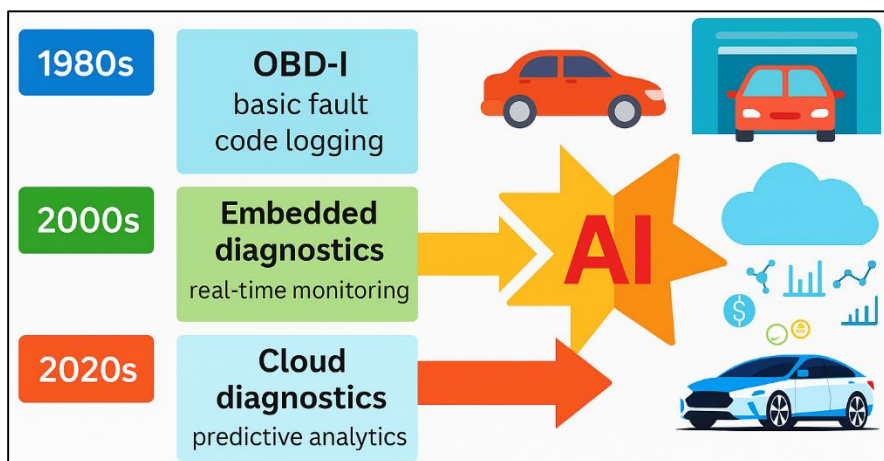 1980s
OBD-I
basic fault
code logging
2000s
Embedded
diagnostics
real-time monitoring
AI
2020s
Cloud
diagnostics
predictive analytics
$